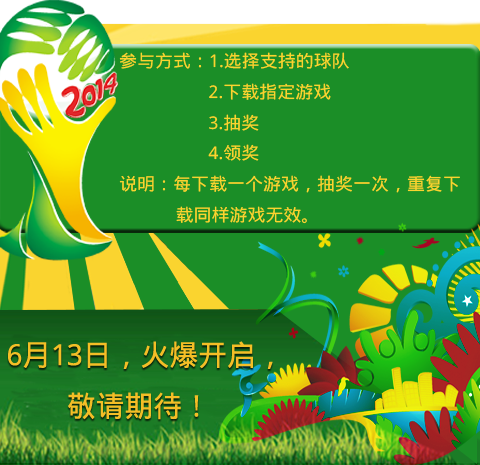 2014
参与方式：1.选择支持的球队
2.下载指定游戏
3.抽奖
4.领奖
说明：每下载一个游戏，抽奖一次，重复下
载同样游戏无效。
6月13日，火爆开启，
敬请期待！